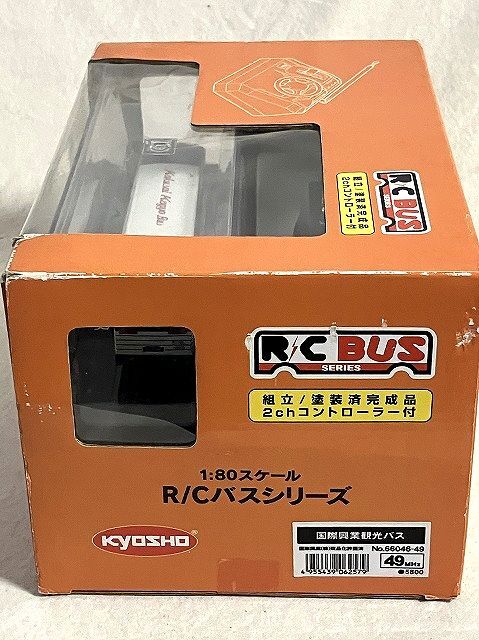 R/C BUS
SERIES
組立/塗装済完成品
2chコントローラー付
R/C BUS
SERIES
組立/塗装済完成品
2chコントローラー付
1:80スケール
R/Cバスシリーズ
KYOSHO
国際興業観光バス
No.66046-49
49MHz
4 955439 062579
●5800